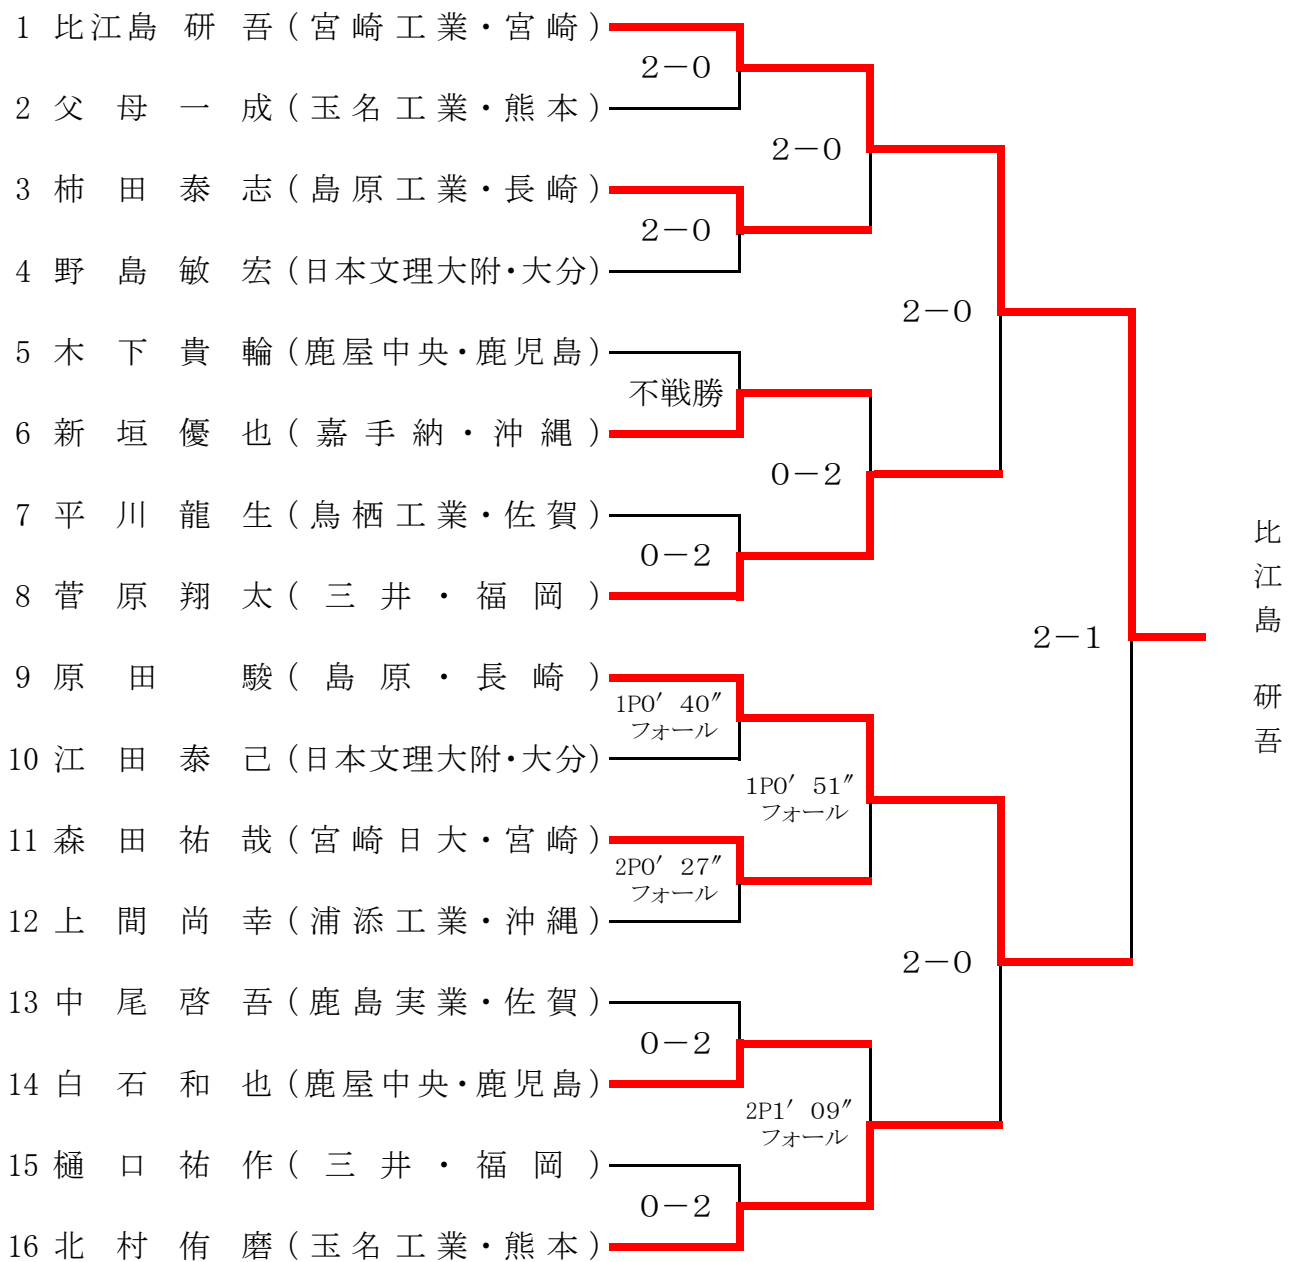 1 比江島 研 吾 ( 宮 崎 工 業 ・ 宮 崎 )
2－0
2 父 母 一 成 ( 玉 名 工 業 ・ 熊 本 )
2－0
3 柿 田 泰 志 ( 島 原 工 業 ・ 長 崎 )
2－0
4 野 島 敏 宏 (日本文理大附・大分)
2－0
5 木 下 貴 輪 (鹿屋中央・鹿児島)
不戦勝
6 新 垣 優 也 ( 嘉 手 納 ・ 沖 縄 )
0－2
7 平 川 龍 生 ( 鳥 栖 工 業 ・ 佐 賀 )
0－2
8 菅 原 翔 太 ( 三 井 ・ 福 岡 )
2－1
比江島 研吾
9 原 田 駿 ( 島 原 ・ 長 崎 )
1P0′ 40″
フォール
10 江 田 泰 己 (日本文理大附・大分)
1P0′ 51″
フォール
11 森 田 祐 哉 ( 宮 崎 日 大 ・ 宮 崎 )
2P0′ 27″
フォール
12 上 間 尚 幸 ( 浦 添 工 業 ・ 沖 縄 )
2－0
13 中 尾 啓 吾 ( 鹿 島 実 業 ・ 佐 賀 )
0－2
14 白 石 和 也 (鹿屋中央・鹿児島)
2P1′ 09″
フォール
15 樋 口 祐 作 ( 三 井 ・ 福 岡 )
0－2
16 北 村 侑 磨 ( 玉 名 工 業 ・ 熊 本 )